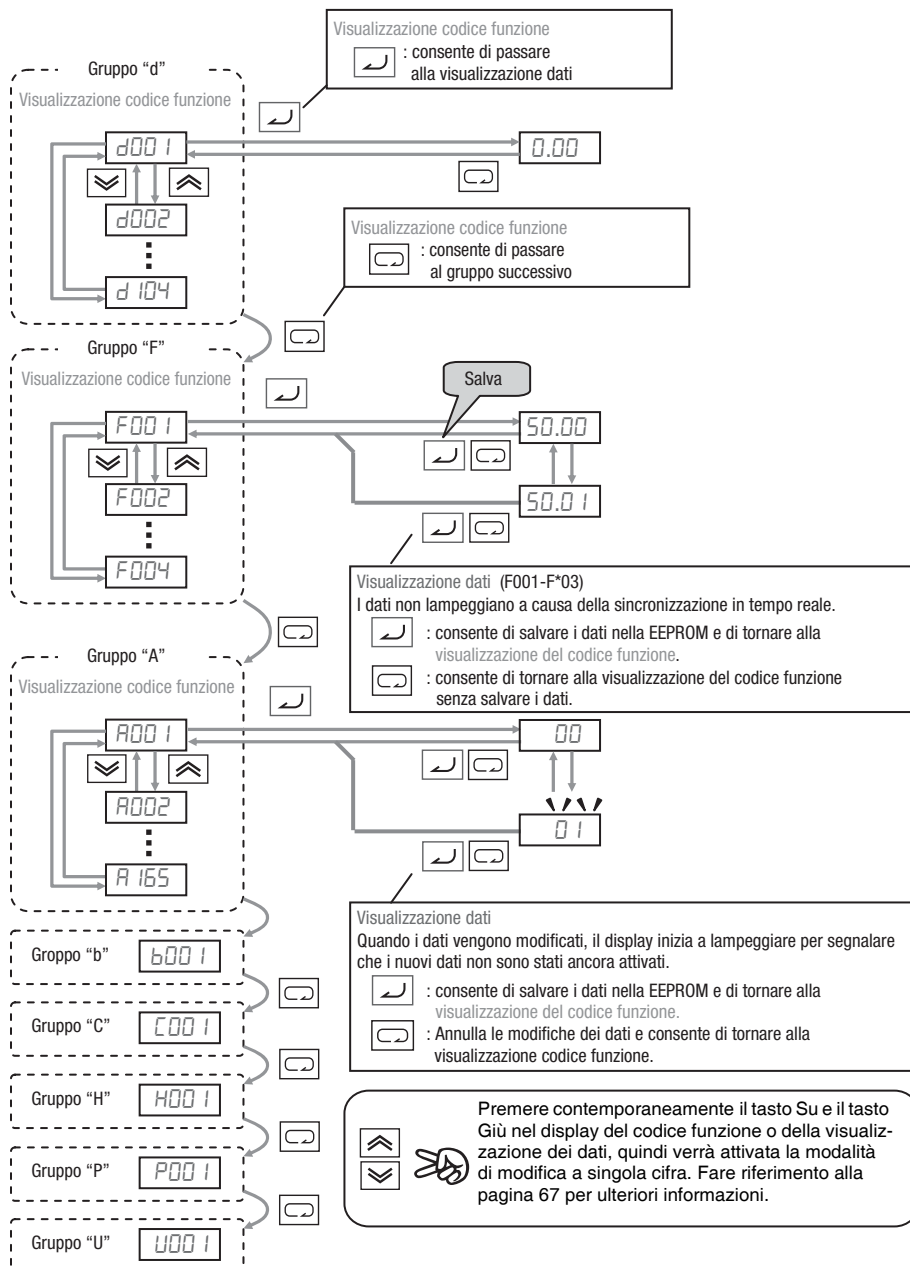 Visualizzazione codice funzione
: consente di passare
alla visualizzazione dati
Gruppo “d”
Visualizzazione codice funzione
d001
0.00
d002
d104
Visualizzazione codice funzione
: consente di passare
al gruppo successivo
Gruppo “F”
Visualizzazione codice funzione
Salva
F001
50.00
F002
50.01
F004
Visualizzazione dati (F001-F*03)
I dati non lampeggiano a causa della sincronizzazione in tempo reale.
: consente di salvare i dati nella EEPROM e di tornare alla
visualizzazione del codice funzione.
: consente di tornare alla visualizzazione del codice funzione
senza salvare i dati.
Gruppo “A”
Visualizzazione codice funzione
A001
00
A002
01
A165
Visualizzazione dati
Quando i dati vengono modificati, il display inizia a lampeggiare per segnalare
che i nuovi dati non sono stati ancora attivati.
: consente di salvare i dati nella EEPROM e di tornare alla
visualizzazione del codice funzione.
: Annulla le modifiche dei dati e consente di tornare alla
visualizzazione codice funzione.
Groppo “b”
b001
Gruppo “C”
C001
Gruppo “H”
H001
Gruppo “P”
P001
Gruppo “U”
U001
Premere contemporaneamente il tasto Su e il tasto
Giù nel display del codice funzione o della visualiz-
zazione dei dati, quindi verrà attivata la modalità
di modifica a singola cifra. Fare riferimento alla
pagina 67 per ulteriori informazioni.